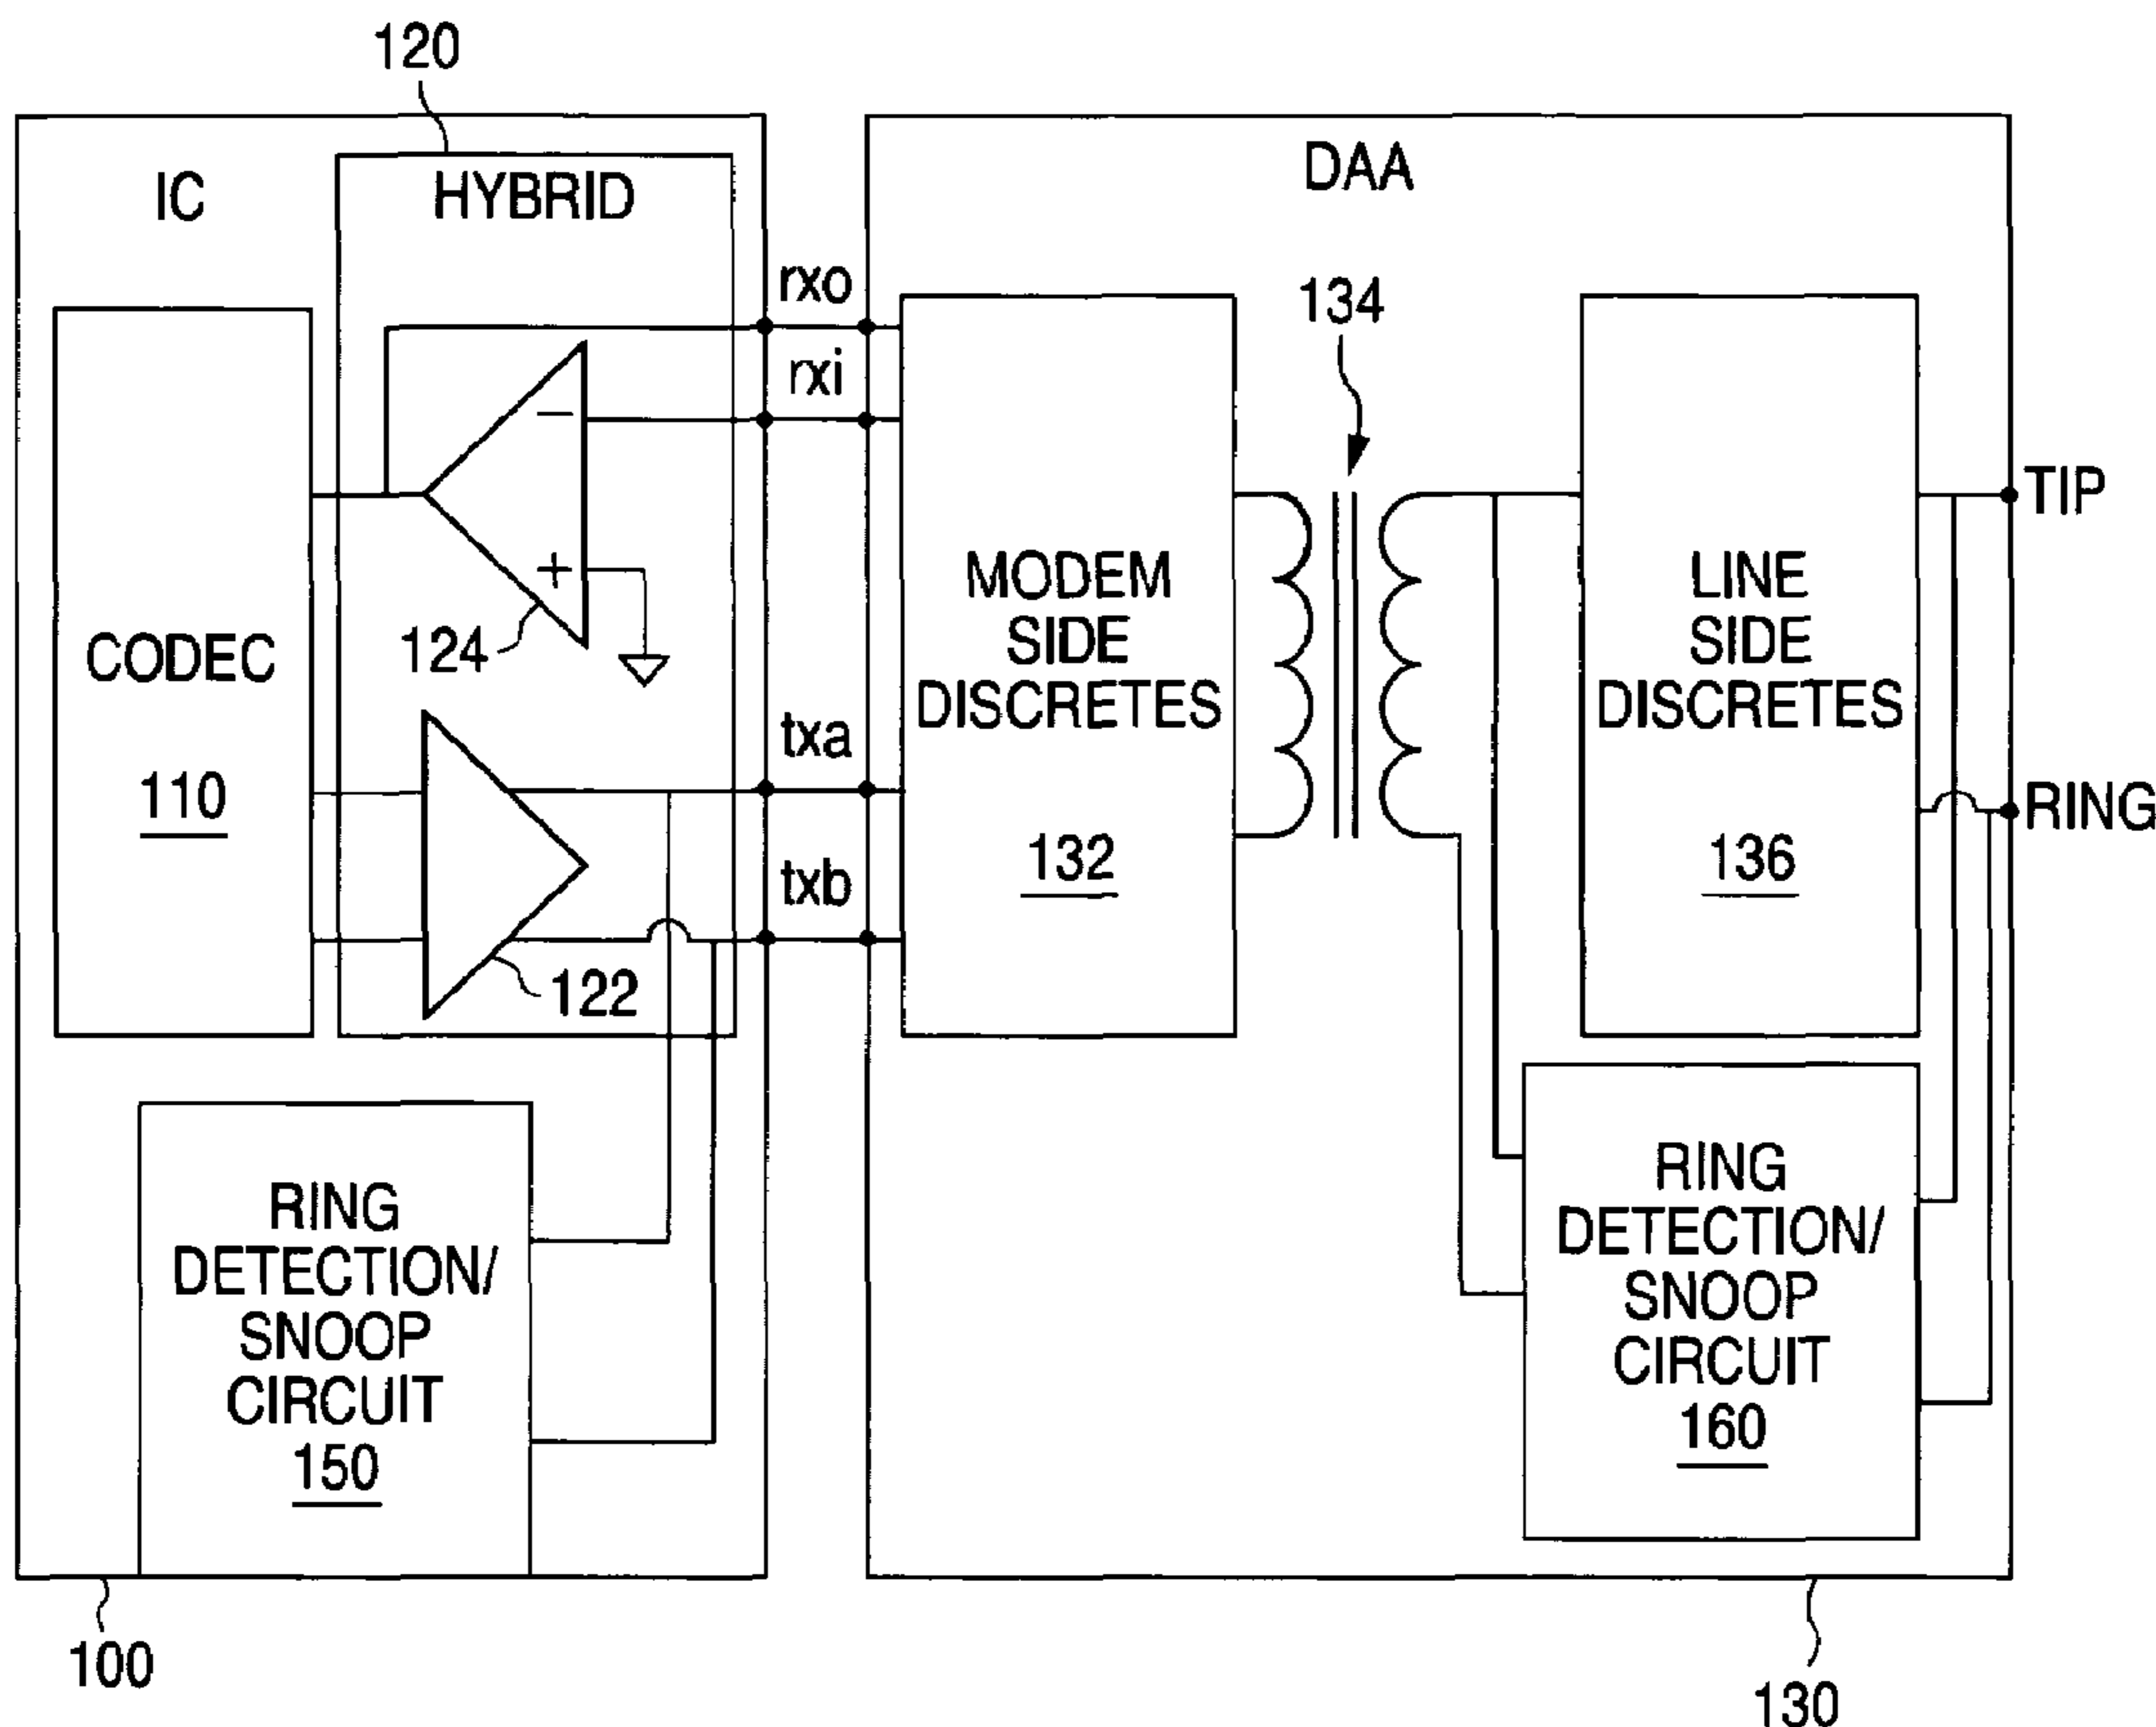 120
IC
HYBRID
DAA
rxo
rxi
134
TIP
124
CODEC
110
MODEM
SIDE
DISCRETES
132
LINE
SIDE
DISCRETES
136
RING
txa
txb
122
RING
DETECTION/
SNOOP
CIRCUIT
150
RING
DETECTION/
SNOOP
CIRCUIT
160
100
130